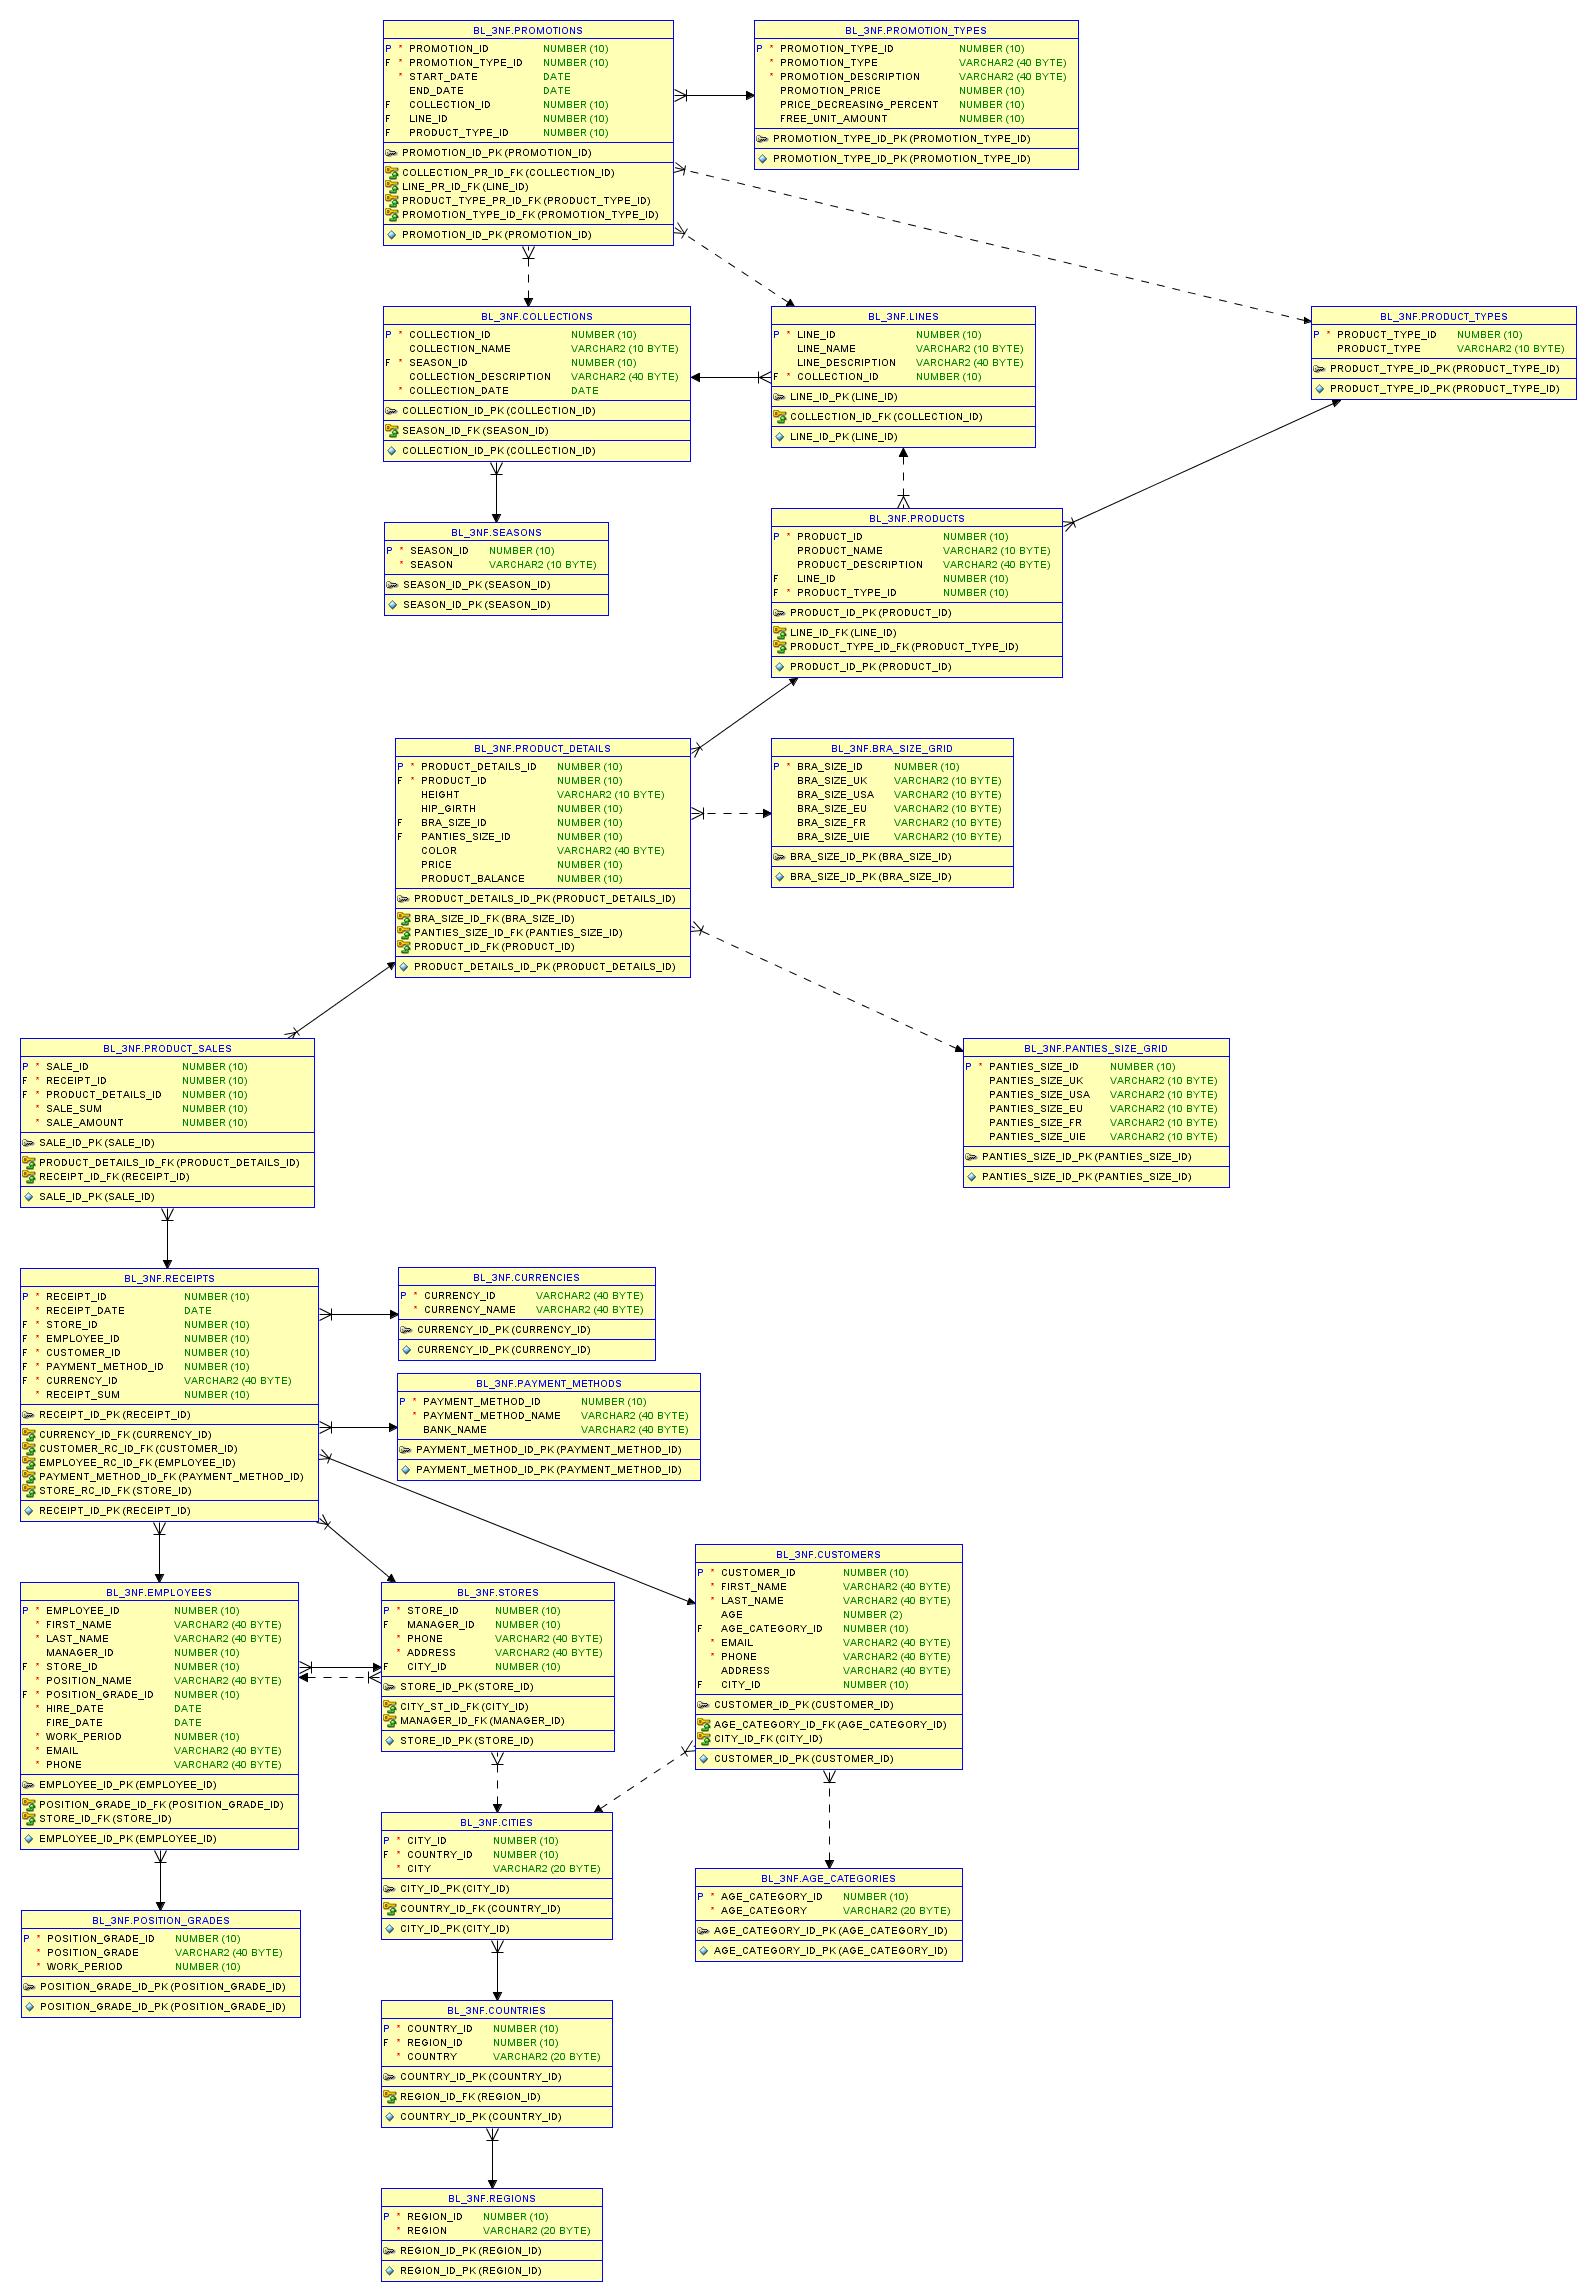 BL_3NF.PROMOTIONS
P * PROMOTION_ID NUMBER (10)
F * PROMOTION_TYPE_ID NUMBER (10)
* START_DATE DATE
END_DATE DATE
F COLLECTION_ID NUMBER (10)
F LINE_ID NUMBER (10)
F PRODUCT_TYPE_ID NUMBER (10)
PROMOTION_ID_PK (PROMOTION_ID)
COLLECTION_PR_ID_FK (COLLECTION_ID)
LINE_PR_ID_FK (LINE_ID)
PRODUCT_TYPE_PR_ID_FK (PRODUCT_TYPE_ID)
PROMOTION_TYPE_ID_FK (PROMOTION_TYPE_ID)
PROMOTION_ID_PK (PROMOTION_ID)
BL_3NF.PROMOTION_TYPES
P * PROMOTION_TYPE_ID NUMBER (10)
* PROMOTION_TYPE VARCHAR2 (40 BYTE)
* PROMOTION_DESCRIPTION VARCHAR2 (40 BYTE)
PROMOTION_PRICE NUMBER (10)
PRICE_DECREASING_PERCENT NUMBER (10)
FREE_UNIT_AMOUNT NUMBER (10)
PROMOTION_TYPE_ID_PK (PROMOTION_TYPE_ID)
PROMOTION_TYPE_ID_PK (PROMOTION_TYPE_ID)
BL_3NF.COLLECTIONS
P * COLLECTION_ID NUMBER (10)
COLLECTION_NAME VARCHAR2 (10 BYTE)
F * SEASON_ID NUMBER (10)
COLLECTION_DESCRIPTION VARCHAR2 (40 BYTE)
* COLLECTION_DATE DATE
COLLECTION_ID_PK (COLLECTION_ID)
SEASON_ID_FK (SEASON_ID)
COLLECTION_ID_PK (COLLECTION_ID)
BL_3NF.LINES
P * LINE_ID NUMBER (10)
LINE_NAME VARCHAR2 (10 BYTE)
LINE_DESCRIPTION VARCHAR2 (40 BYTE)
F * COLLECTION_ID NUMBER (10)
LINE_ID_PK (LINE_ID)
COLLECTION_ID_FK (COLLECTION_ID)
LINE_ID_PK (LINE_ID)
BL_3NF.PRODUCT_TYPES
P * PRODUCT_TYPE_ID NUMBER (10)
PRODUCT_TYPE VARCHAR2 (10 BYTE)
PRODUCT_TYPE_ID_PK (PRODUCT_TYPE_ID)
PRODUCT_TYPE_ID_PK (PRODUCT_TYPE_ID)
BL_3NF.SEASONS
P * SEASON_ID NUMBER (10)
* SEASON VARCHAR2 (10 BYTE)
SEASON_ID_PK (SEASON_ID)
SEASON_ID_PK (SEASON_ID)
BL_3NF.PRODUCTS
P * PRODUCT_ID NUMBER (10)
PRODUCT_NAME VARCHAR2 (10 BYTE)
PRODUCT_DESCRIPTION VARCHAR2 (40 BYTE)
F LINE_ID NUMBER (10)
F * PRODUCT_TYPE_ID NUMBER (10)
PRODUCT_ID_PK (PRODUCT_ID)
LINE_ID_FK (LINE_ID)
PRODUCT_TYPE_ID_FK (PRODUCT_TYPE_ID)
PRODUCT_ID_PK (PRODUCT_ID)
BL_3NF.PRODUCT_DETAILS
P * PRODUCT_DETAILS_ID NUMBER (10)
F * PRODUCT_ID NUMBER (10)
HEIGHT VARCHAR2 (10 BYTE)
HIP_GIRTH NUMBER (10)
F BRA_SIZE_ID NUMBER (10)
F PANTIES_SIZE_ID NUMBER (10)
COLOR VARCHAR2 (40 BYTE)
PRICE NUMBER (10)
PRODUCT_BALANCE NUMBER (10)
PRODUCT_DETAILS_ID_PK (PRODUCT_DETAILS_ID)
BRA_SIZE_ID_FK (BRA_SIZE_ID)
PANTIES_SIZE_ID_FK (PANTIES_SIZE_ID)
PRODUCT_ID_FK (PRODUCT_ID)
PRODUCT_DETAILS_ID_PK (PRODUCT_DETAILS_ID)
BL_3NF.BRA_SIZE_GRID
P * BRA_SIZE_ID NUMBER (10)
BRA_SIZE_UK VARCHAR2 (10 BYTE)
BRA_SIZE_USA VARCHAR2 (10 BYTE)
BRA_SIZE_EU VARCHAR2 (10 BYTE)
BRA_SIZE_FR VARCHAR2 (10 BYTE)
BRA_SIZE_UIE VARCHAR2 (10 BYTE)
BRA_SIZE_ID_PK (BRA_SIZE_ID)
BRA_SIZE_ID_PK (BRA_SIZE_ID)
BL_3NF.PRODUCT_SALES
P * SALE_ID NUMBER (10)
F * RECEIPT_ID NUMBER (10)
F * PRODUCT_DETAILS_ID NUMBER (10)
* SALE_SUM NUMBER (10)
* SALE_AMOUNT NUMBER (10)
SALE_ID_PK (SALE_ID)
PRODUCT_DETAILS_ID_FK (PRODUCT_DETAILS_ID)
RECEIPT_ID_FK (RECEIPT_ID)
SALE_ID_PK (SALE_ID)
BL_3NF.PANTIES_SIZE_GRID
P * PANTIES_SIZE_ID NUMBER (10)
PANTIES_SIZE_UK VARCHAR2 (10 BYTE)
PANTIES_SIZE_USA VARCHAR2 (10 BYTE)
PANTIES_SIZE_EU VARCHAR2 (10 BYTE)
PANTIES_SIZE_FR VARCHAR2 (10 BYTE)
PANTIES_SIZE_UIE VARCHAR2 (10 BYTE)
PANTIES_SIZE_ID_PK (PANTIES_SIZE_ID)
PANTIES_SIZE_ID_PK (PANTIES_SIZE_ID)
BL_3NF.RECEIPTS
P * RECEIPT_ID NUMBER (10)
* RECEIPT_DATE DATE
F * STORE_ID NUMBER (10)
F * EMPLOYEE_ID NUMBER (10)
F * CUSTOMER_ID NUMBER (10)
F * PAYMENT_METHOD_ID NUMBER (10)
F * CURRENCY_ID VARCHAR2 (40 BYTE)
* RECEIPT_SUM NUMBER (10)
RECEIPT_ID_PK (RECEIPT_ID)
CURRENCY_ID_FK (CURRENCY_ID)
CUSTOMER_RC_ID_FK (CUSTOMER_ID)
EMPLOYEE_RC_ID_FK (EMPLOYEE_ID)
PAYMENT_METHOD_ID_FK (PAYMENT_METHOD_ID)
STORE_RC_ID_FK (STORE_ID)
RECEIPT_ID_PK (RECEIPT_ID)
BL_3NF.CURRENCIES
P * CURRENCY_ID VARCHAR2 (40 BYTE)
* CURRENCY_NAME VARCHAR2 (40 BYTE)
CURRENCY_ID_PK (CURRENCY_ID)
CURRENCY_ID_PK (CURRENCY_ID)
BL_3NF.PAYMENT_METHODS
P * PAYMENT_METHOD_ID NUMBER (10)
* PAYMENT_METHOD_NAME VARCHAR2 (40 BYTE)
BANK_NAME VARCHAR2 (40 BYTE)
PAYMENT_METHOD_ID_PK (PAYMENT_METHOD_ID)
PAYMENT_METHOD_ID_PK (PAYMENT_METHOD_ID)
BL_3NF.EMPLOYEES
P * EMPLOYEE_ID NUMBER (10)
* FIRST_NAME VARCHAR2 (40 BYTE)
* LAST_NAME VARCHAR2 (40 BYTE)
MANAGER_ID NUMBER (10)
F * STORE_ID NUMBER (10)
* POSITION_NAME VARCHAR2 (40 BYTE)
F * POSITION_GRADE_ID NUMBER (10)
* HIRE_DATE DATE
FIRE_DATE DATE
* WORK_PERIOD NUMBER (10)
* EMAIL VARCHAR2 (40 BYTE)
* PHONE VARCHAR2 (40 BYTE)
EMPLOYEE_ID_PK (EMPLOYEE_ID)
POSITION_GRADE_ID_FK (POSITION_GRADE_ID)
STORE_ID_FK (STORE_ID)
EMPLOYEE_ID_PK (EMPLOYEE_ID)
BL_3NF.STORES
P * STORE_ID NUMBER (10)
F MANAGER_ID NUMBER (10)
* PHONE VARCHAR2 (40 BYTE)
* ADDRESS VARCHAR2 (40 BYTE)
F CITY_ID NUMBER (10)
STORE_ID_PK (STORE_ID)
CITY_ST_ID_FK (CITY_ID)
MANAGER_ID_FK (MANAGER_ID)
STORE_ID_PK (STORE_ID)
BL_3NF.CUSTOMERS
P * CUSTOMER_ID NUMBER (10)
* FIRST_NAME VARCHAR2 (40 BYTE)
* LAST_NAME VARCHAR2 (40 BYTE)
AGE NUMBER (2)
F AGE_CATEGORY_ID NUMBER (10)
* EMAIL VARCHAR2 (40 BYTE)
* PHONE VARCHAR2 (40 BYTE)
ADDRESS VARCHAR2 (40 BYTE)
F CITY_ID NUMBER (10)
CUSTOMER_ID_PK (CUSTOMER_ID)
AGE_CATEGORY_ID_FK (AGE_CATEGORY_ID)
CITY_ID_FK (CITY_ID)
CUSTOMER_ID_PK (CUSTOMER_ID)
BL_3NF.CITIES
P * CITY_ID NUMBER (10)
F * COUNTRY_ID NUMBER (10)
* CITY VARCHAR2 (20 BYTE)
CITY_ID_PK (CITY_ID)
COUNTRY_ID_FK (COUNTRY_ID)
CITY_ID_PK (CITY_ID)
BL_3NF.AGE_CATEGORIES
P * AGE_CATEGORY_ID NUMBER (10)
* AGE_CATEGORY VARCHAR2 (20 BYTE)
AGE_CATEGORY_ID_PK (AGE_CATEGORY_ID)
AGE_CATEGORY_ID_PK (AGE_CATEGORY_ID)
BL_3NF.POSITION_GRADES
P * POSITION_GRADE_ID NUMBER (10)
* POSITION_GRADE VARCHAR2 (40 BYTE)
* WORK_PERIOD NUMBER (10)
POSITION_GRADE_ID_PK (POSITION_GRADE_ID)
POSITION_GRADE_ID_PK (POSITION_GRADE_ID)
BL_3NF.COUNTRIES
P * COUNTRY_ID NUMBER (10)
F * REGION_ID NUMBER (10)
* COUNTRY VARCHAR2 (20 BYTE)
COUNTRY_ID_PK (COUNTRY_ID)
REGION_ID_FK (REGION_ID)
COUNTRY_ID_PK (COUNTRY_ID)
BL_3NF.REGIONS
P * REGION_ID NUMBER (10)
* REGION VARCHAR2 (20 BYTE)
REGION_ID_PK (REGION_ID)
REGION_ID_PK (REGION_ID)